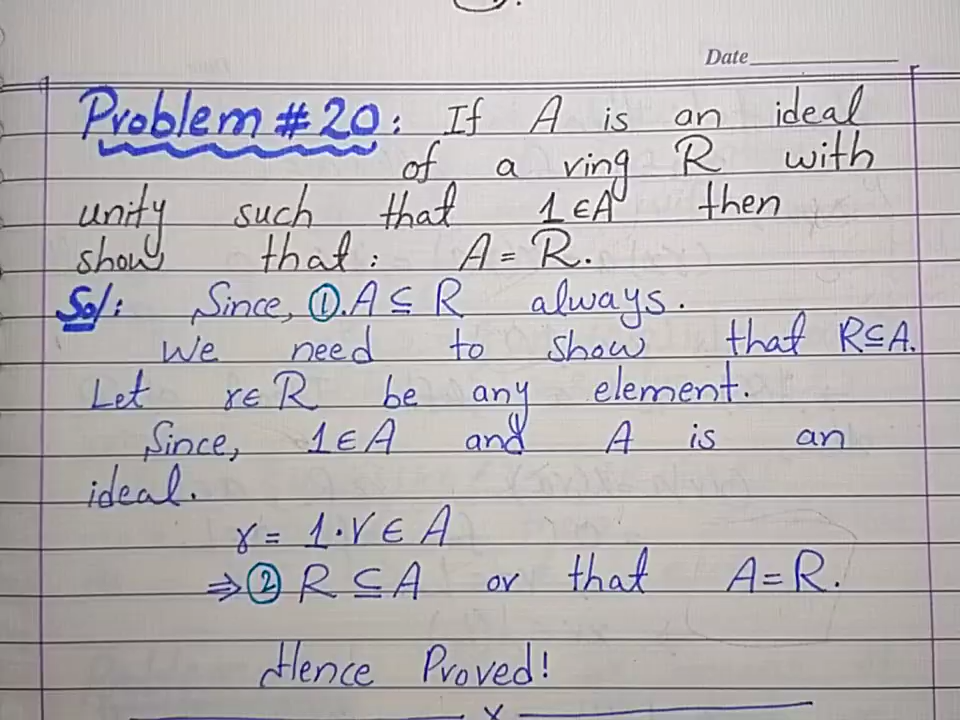 Date
Problem # 20: If A is an ideal
of a ring R with
unity such that 1 ∈ A then
show that: A = R.
Sol: Since, ①. A ⊆ R always.
We need to show that R ⊆ A.
Let r ∈ R be any element.
Since, 1 ∈ A and A is an
ideal.
r = 1·r ∈ A
⇒ ② R ⊆ A or that A = R.
Hence Proved!
x